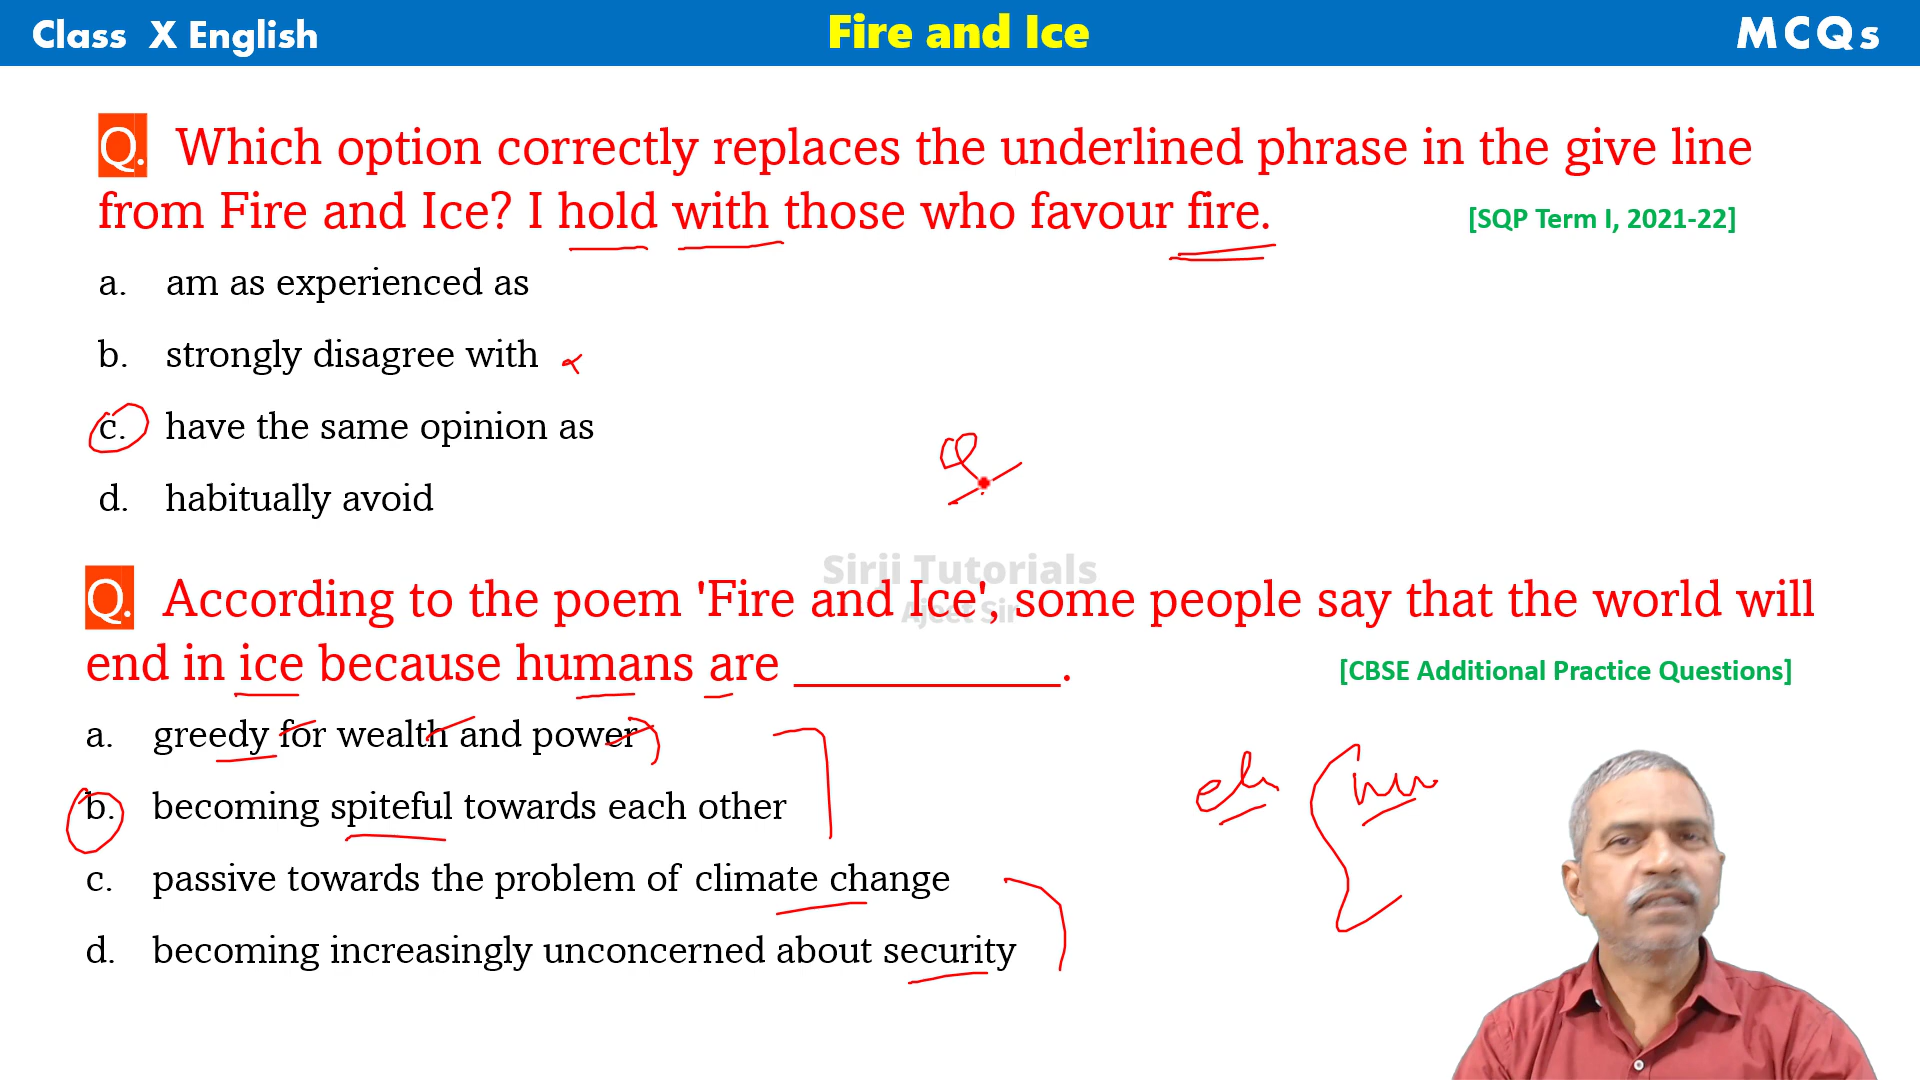 Class X English
Fire and Ice
MCQs
Q. Which option correctly replaces the underlined phrase in the give line
from Fire and Ice? I hold with those who favour fire.
[SQP Term I, 2021-22]
a. am as experienced as
b. strongly disagree with
c. have the same opinion as
d. habitually avoid
Sirji Tutorials
Ajeet Sir
Q. According to the poem 'Fire and Ice', some people say that the world will
end in ice because humans are ____________.
[CBSE Additional Practice Questions]
a. greedy for wealth and power
b. becoming spiteful towards each other
c. passive towards the problem of climate change
d. becoming increasingly unconcerned about security